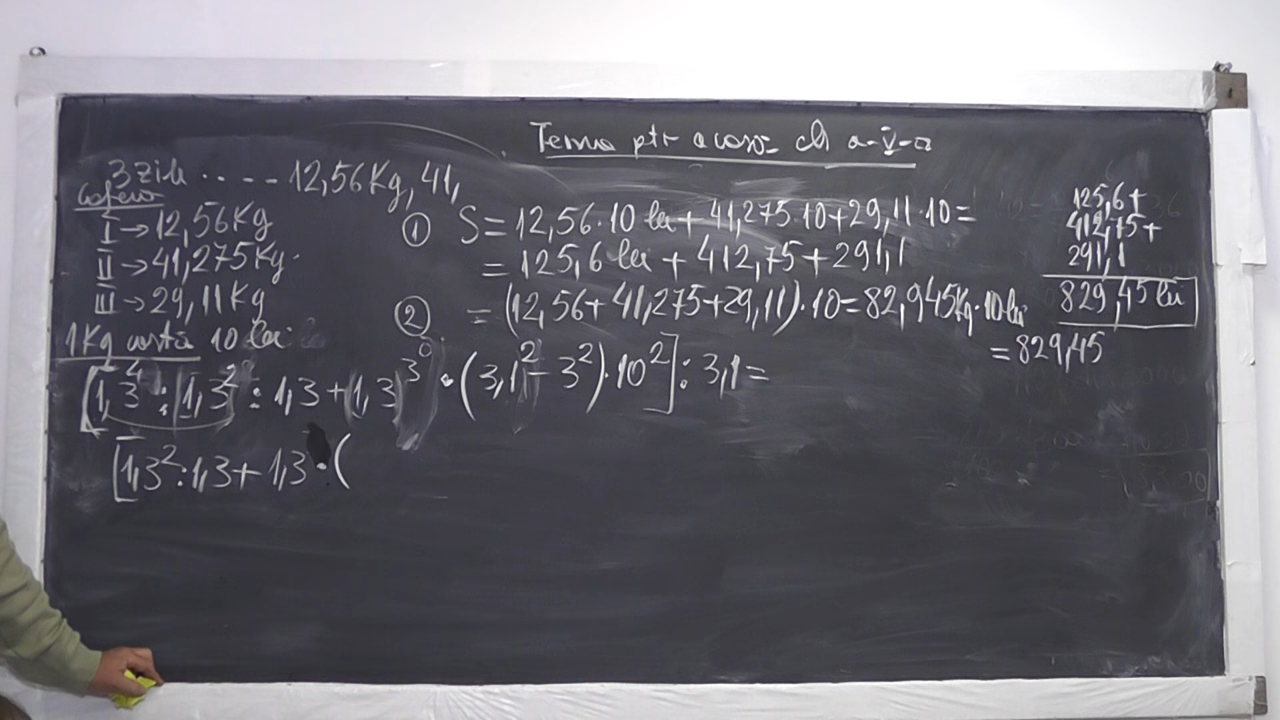 Tema ptr acasă cls a-V-a
3 zile .... 12,56 Kg, 41,
I → 12,56 Kg
II → 41,275 Kg.
III → 29,11 Kg
1 Kg costă 10 lei
① S = 12,56 · 10 lei + 41,275 · 10 + 29,11 · 10 =
= 125,6 lei + 412,75 + 291,1
② = (12,56 + 41,275 + 29,11) · 10 = 82,945 Kg · 10 lei
= 829,45
125,6 +
412,75 +
291,1
829,45 lei
[1,3⁴ : 1,3² : 1,3 + (1,3)³⁰ · (3,1² - 3²) · 10²] : 3,1 =
[1,3² : 1,3 + 1,3 · (